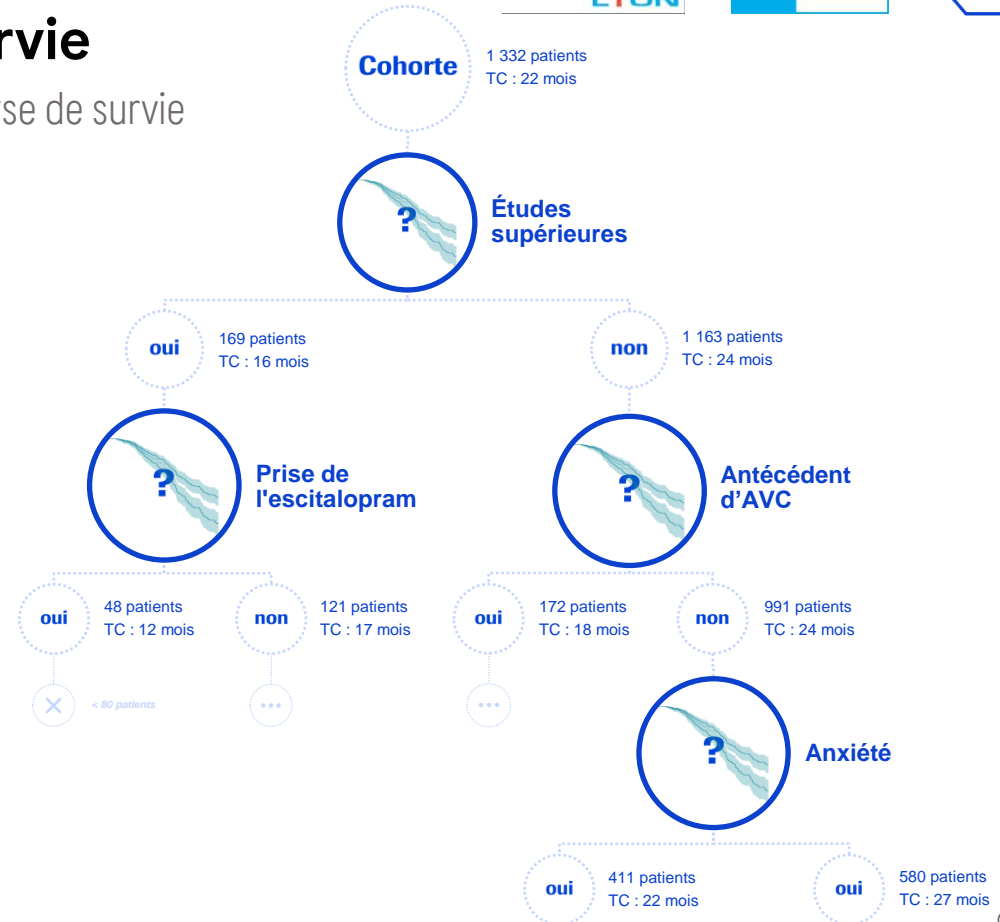 rvie
se de survie
Cohorte
1 332 patients
TC : 22 mois
?
Études
supérieures
oui
169 patients
TC : 16 mois
non
1 163 patients
TC : 24 mois
?
Prise de
l'escitalopram
?
Antécédent
d'AVC
oui
48 patients
TC : 12 mois
non
121 patients
TC : 17 mois
oui
172 patients
TC : 18 mois
non
991 patients
TC : 24 mois
< 80 patients
?
Anxiété
oui
411 patients
TC : 22 mois
oui
580 patients
TC : 27 mois